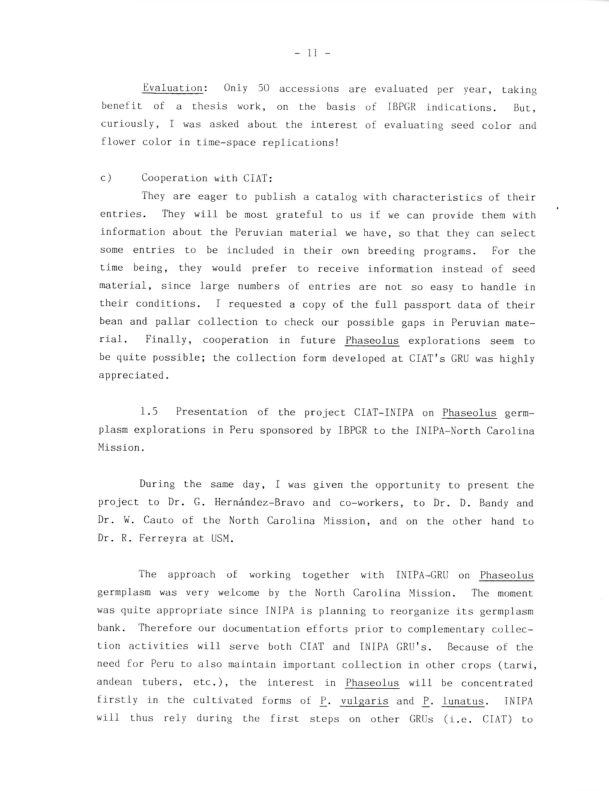 - 11 -
Evaluation: Only 50 accessions are evaluated per year, taking
benefit of a thesis work, on the basis of IBPGR indications. But,
curiously, I was asked about the interest of evaluating seed color and
flower color in time-space replications!
c) Cooperation with CIAT:
They are eager to publish a catalog with characteristics of their
entries. They will be most grateful to us if we can provide them with
information about the Peruvian material we have, so that they can select
some entries to be included in their own breeding programs. For the
time being, they would prefer to receive information instead of seed
material, since large numbers of entries are not so easy to handle in
their conditions. I requested a copy of the full passport data of their
bean and pallar collection to check our possible gaps in Peruvian mate-
rial. Finally, cooperation in future Phaseolus explorations seem to
be quite possible; the collection form developed at CIAT's GRU was highly
appreciated.
1.5 Presentation of the project CIAT-INIPA on Phaseolus germ-
plasm explorations in Peru sponsored by IBPGR to the INIPA-North Carolina
Mission.
During the same day, I was given the opportunity to present the
project to Dr. G. Hernández-Bravo and co-workers, to Dr. D. Bandy and
Dr. W. Cauto of the North Carolina Mission, and on the other hand to
Dr. R. Ferreyra at USM.
The approach of working together with INIPA-GRU on Phaseolus
germplasm was very welcome by the North Carolina Mission. The moment
was quite appropriate since INIPA is planning to reorganize its germplasm
bank. Therefore our documentation efforts prior to complementary collec-
tion activities will serve both CIAT and INIPA GRU's. Because of the
need for Peru to also maintain important collection in other crops (tarwi,
andean tubers, etc.), the interest in Phaseolus will be concentrated
firstly in the cultivated forms of P. vulgaris and P. lunatus. INIPA
will thus rely during the first steps on other GRUs (i.e. CIAT) to